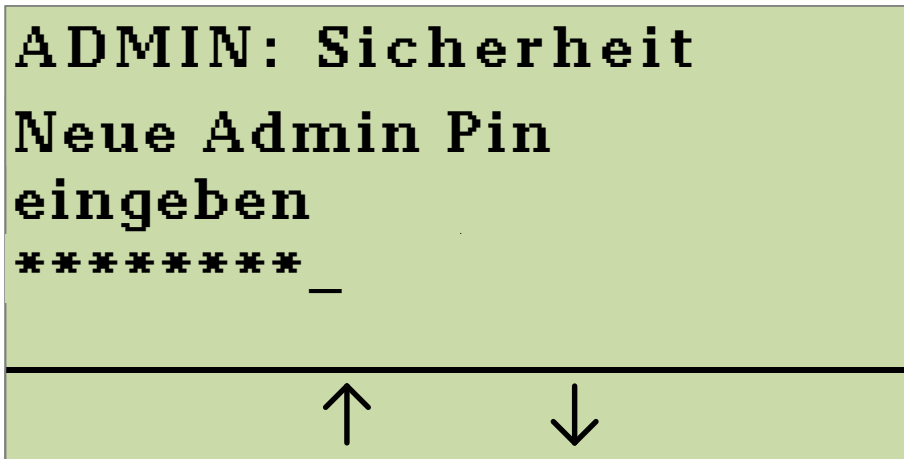 ADMIN: Sicherheit
Neue Admin Pin
eingeben
********_
↑ ↓